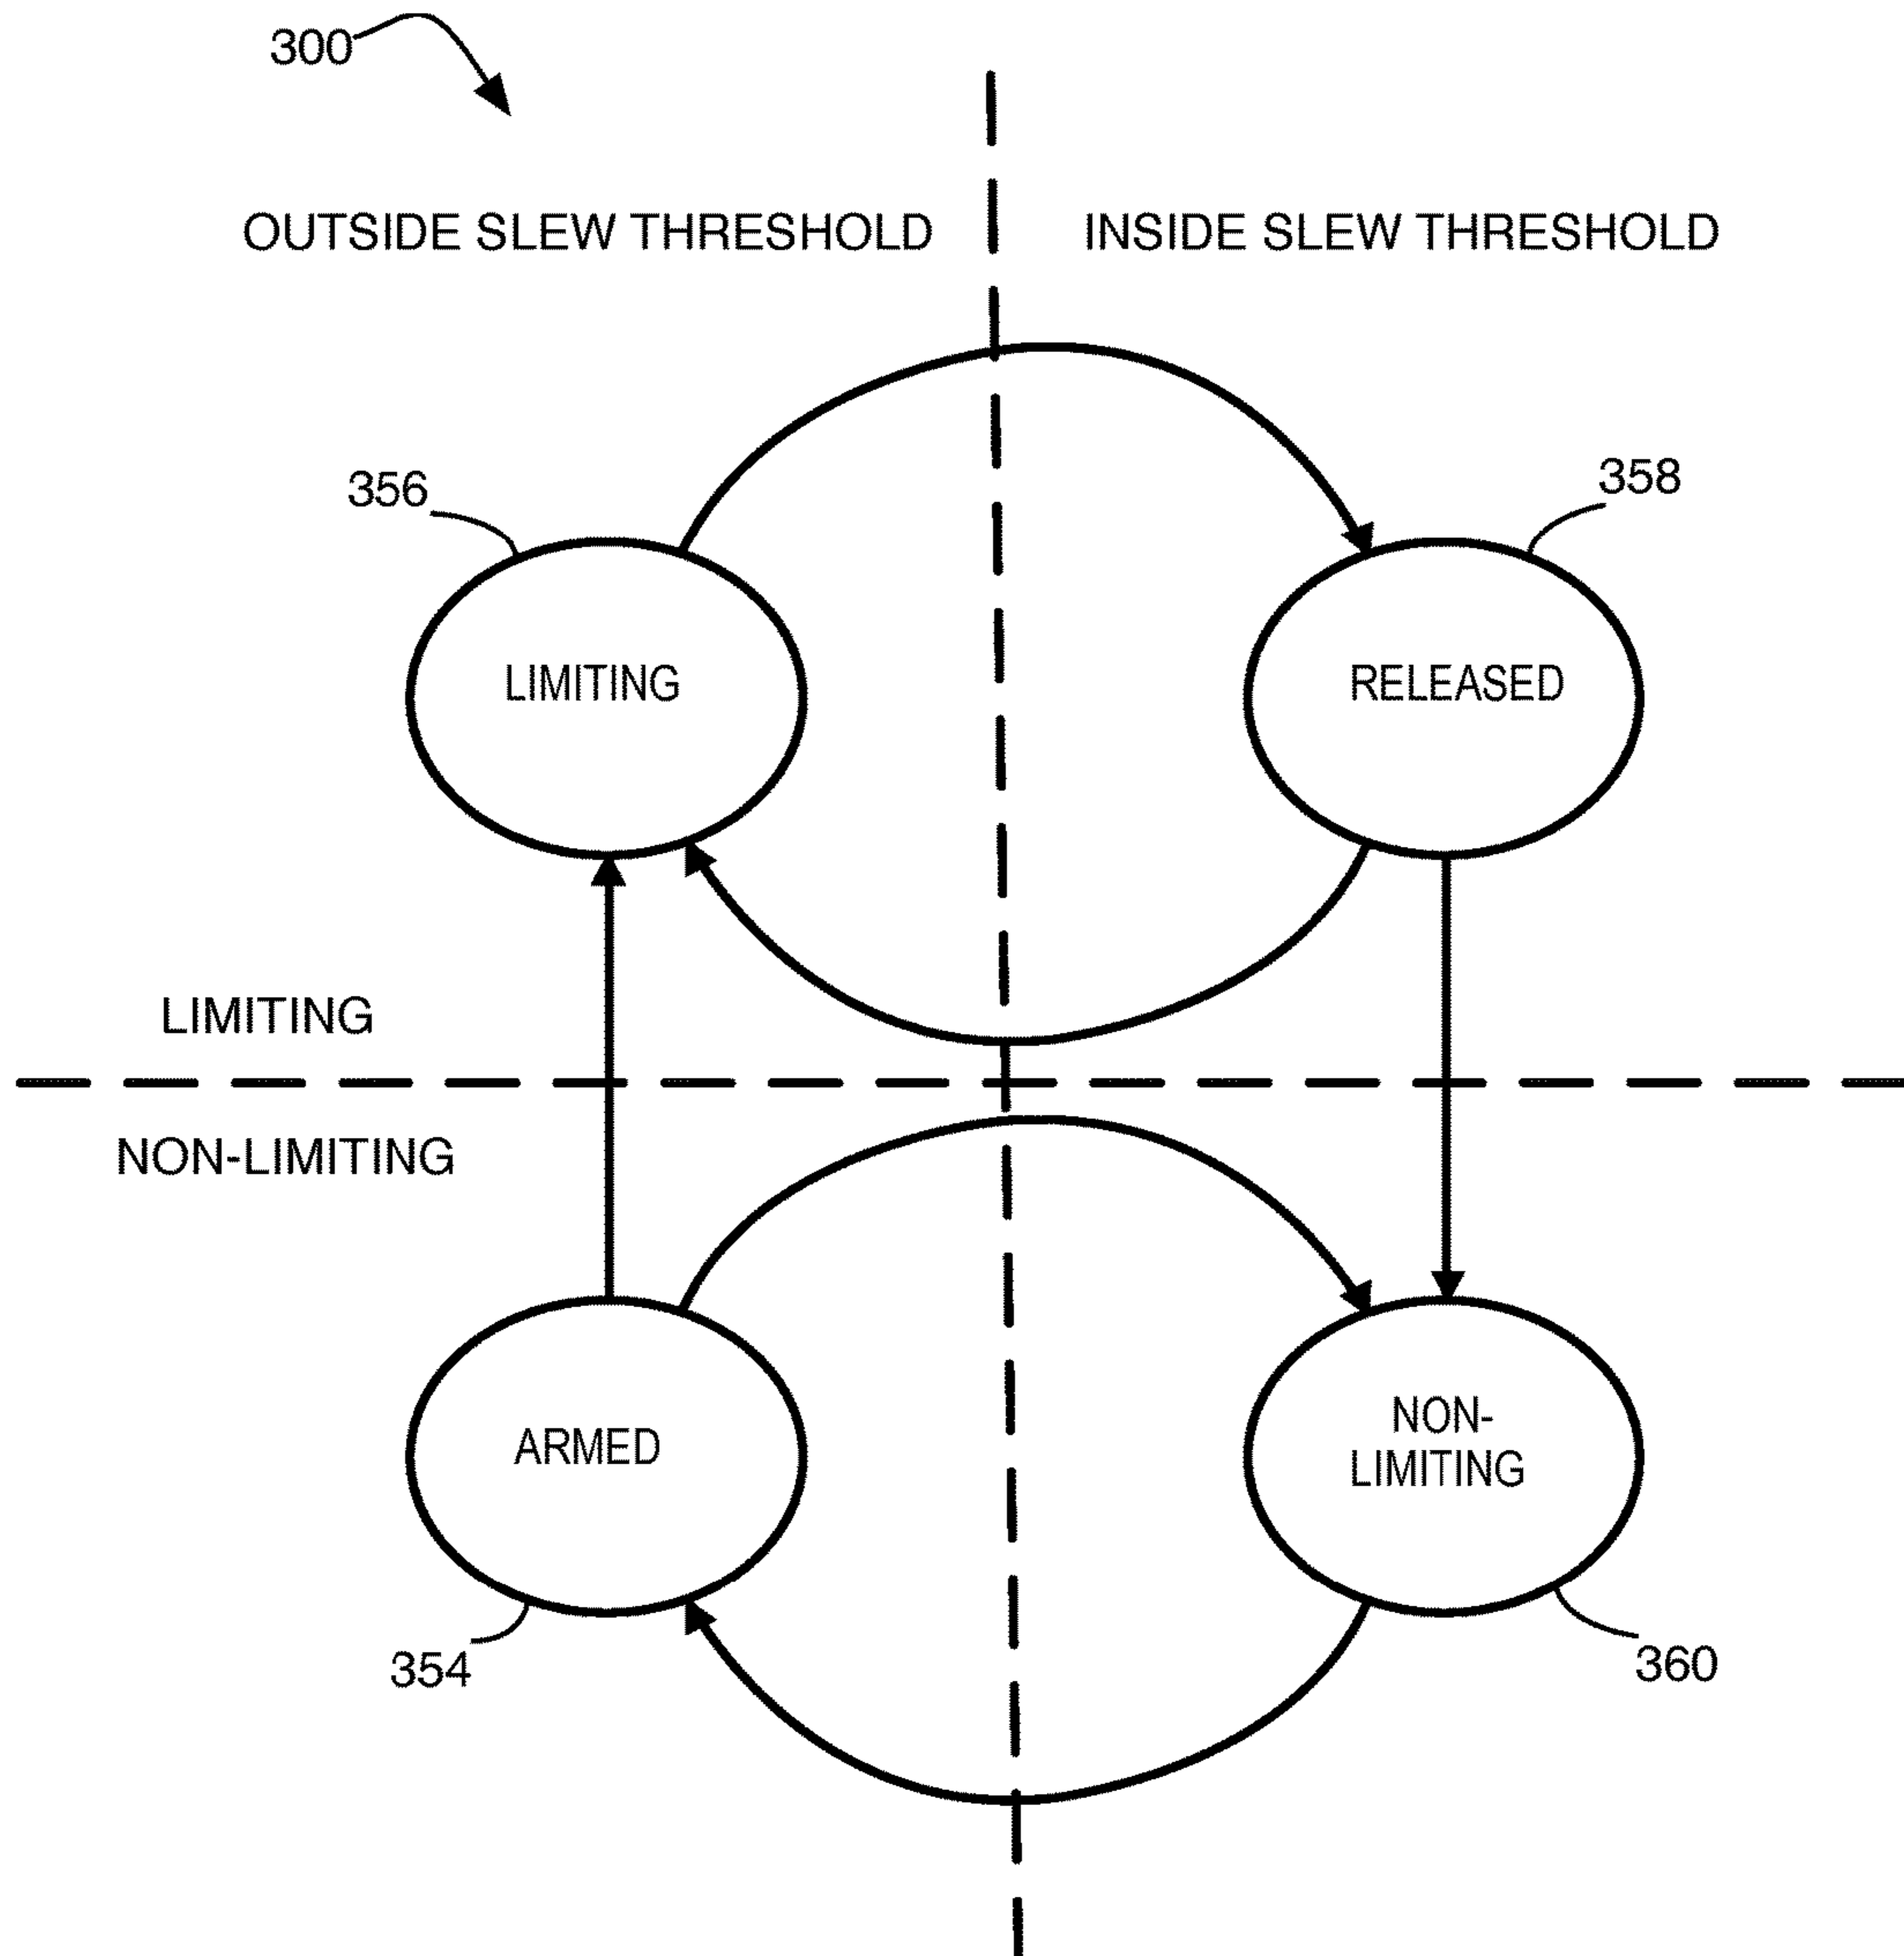 300
OUTSIDE SLEW THRESHOLD
INSIDE SLEW THRESHOLD
356
358
LIMITING
RELEASED
LIMITING
NON-LIMITING
ARMED
NON-
LIMITING
354
360